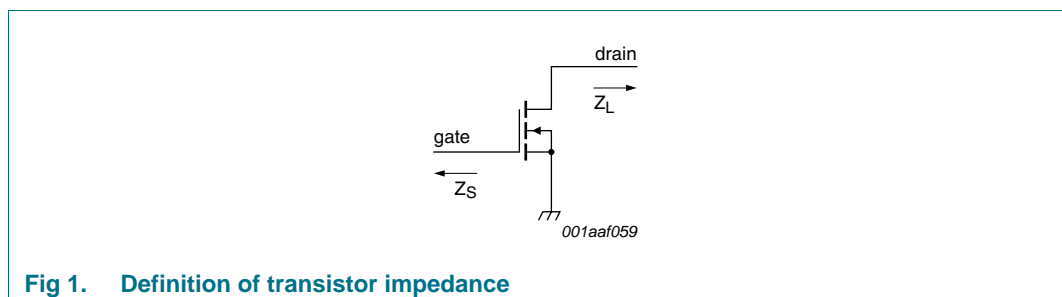 drain
Z_L
gate
Z_S
001aaf059
Fig 1. Definition of transistor impedance